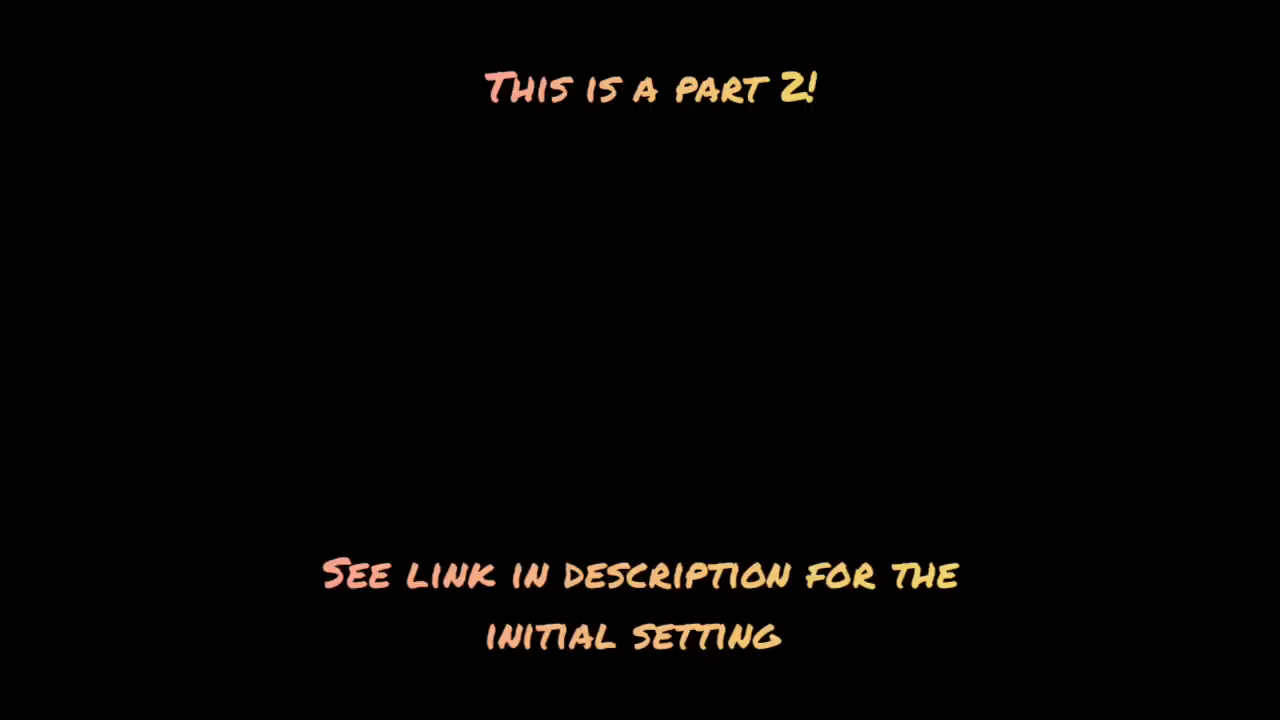 This is a part 2!
See link in description for the
initial setting